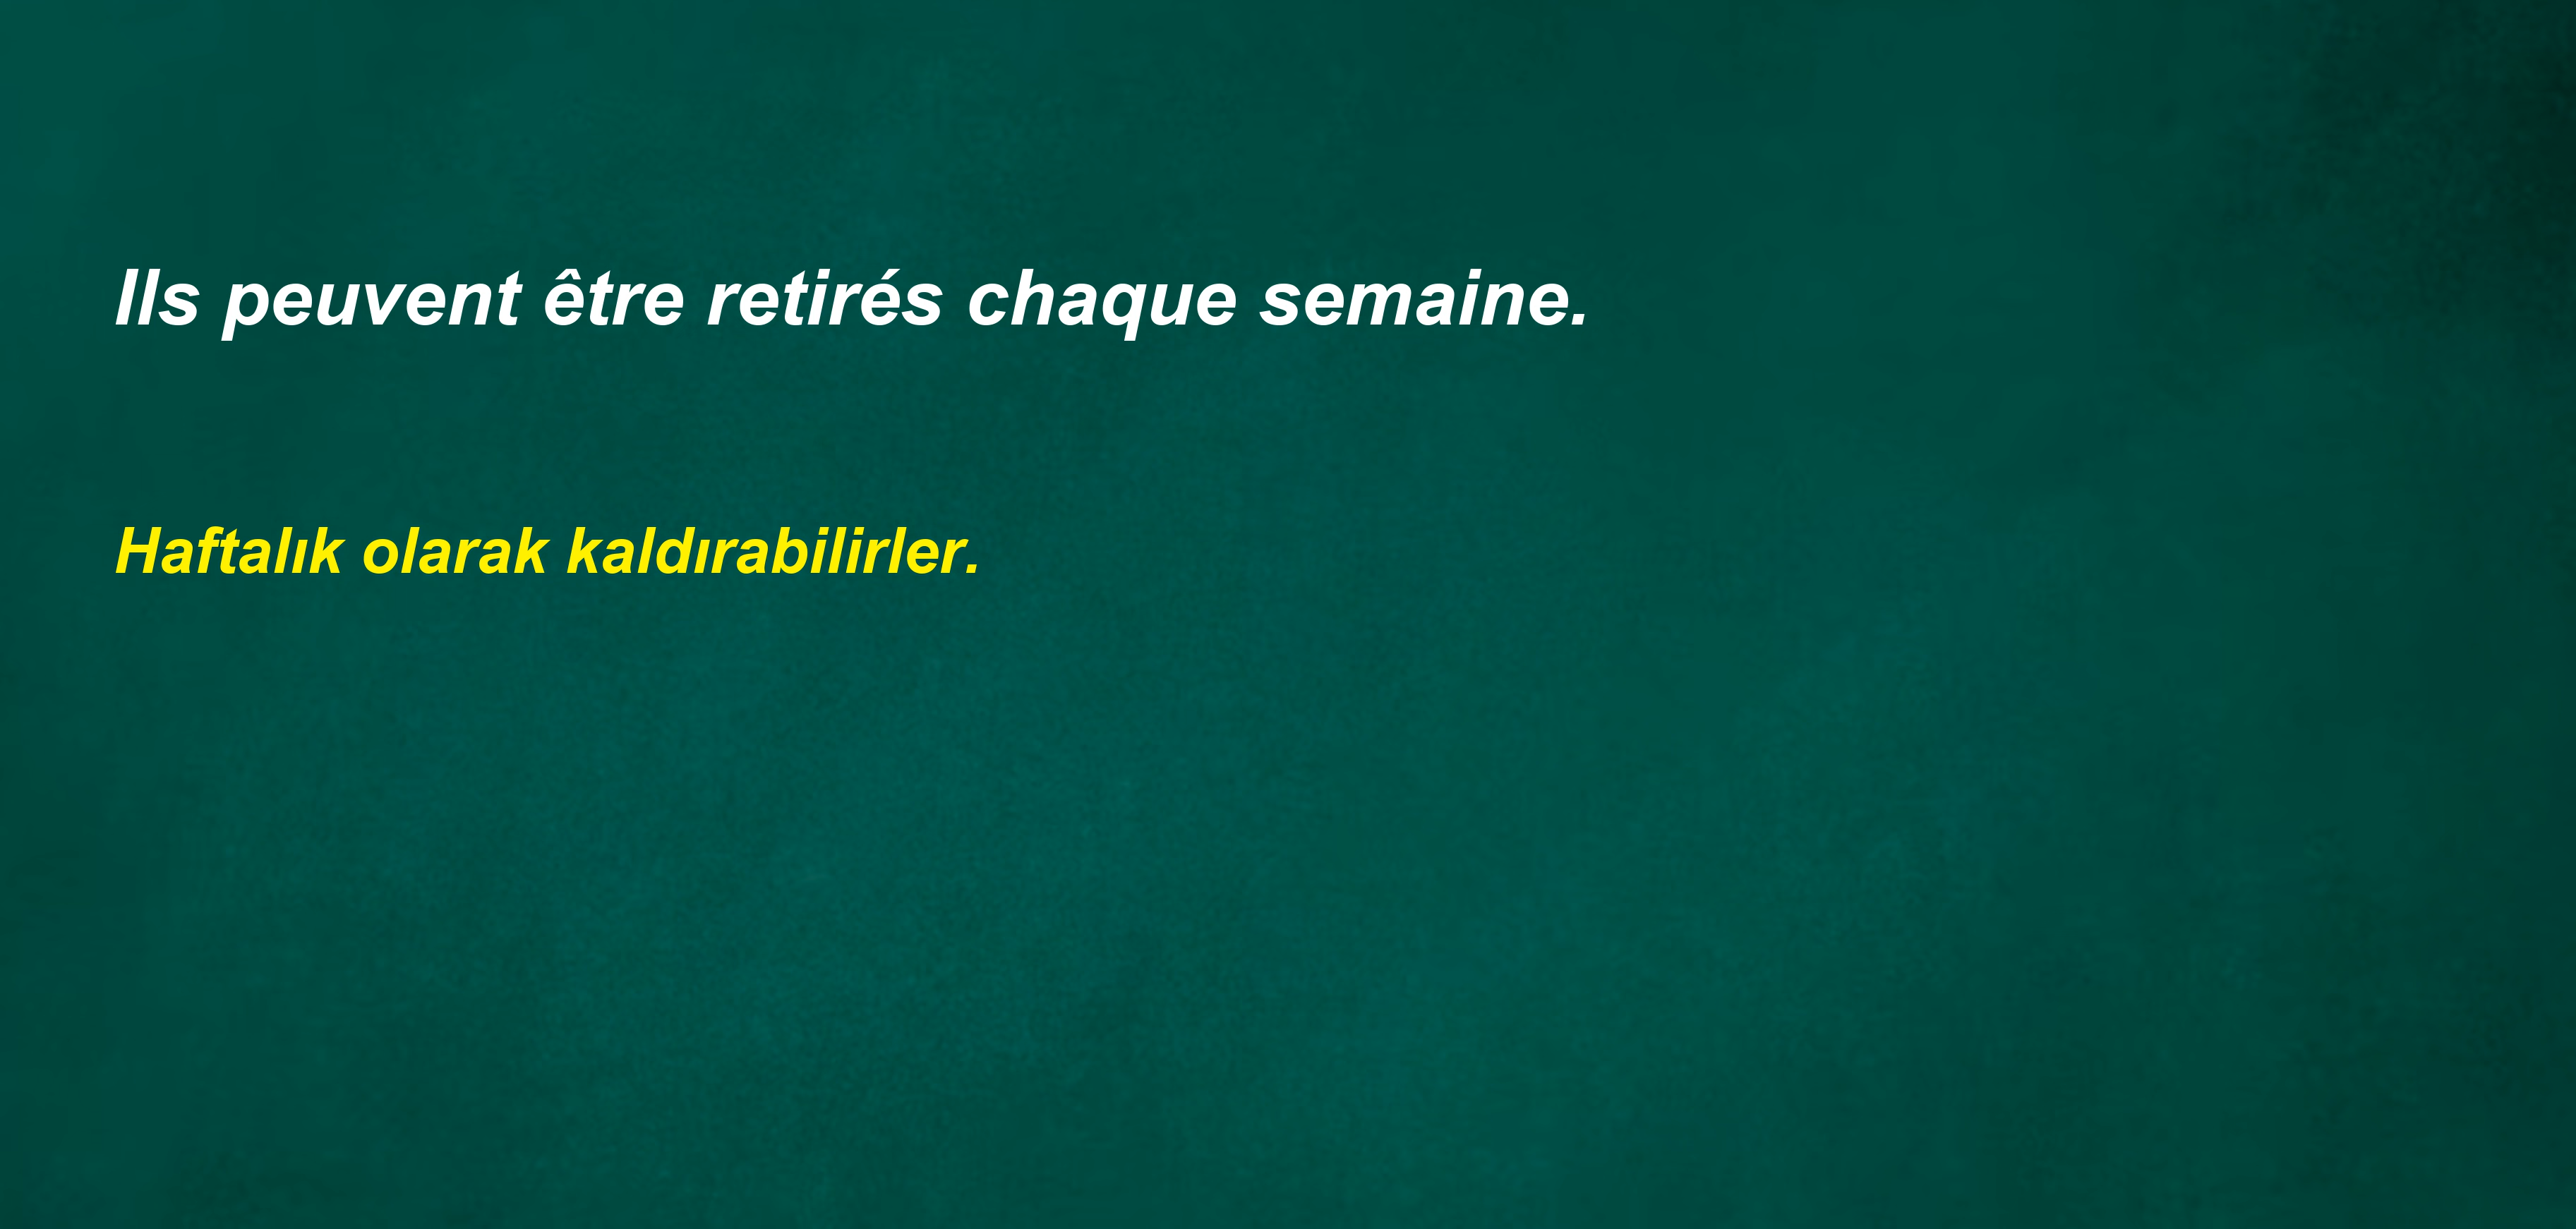 Ils peuvent être retirés chaque semaine.
Haftalık olarak kaldırabilirler.